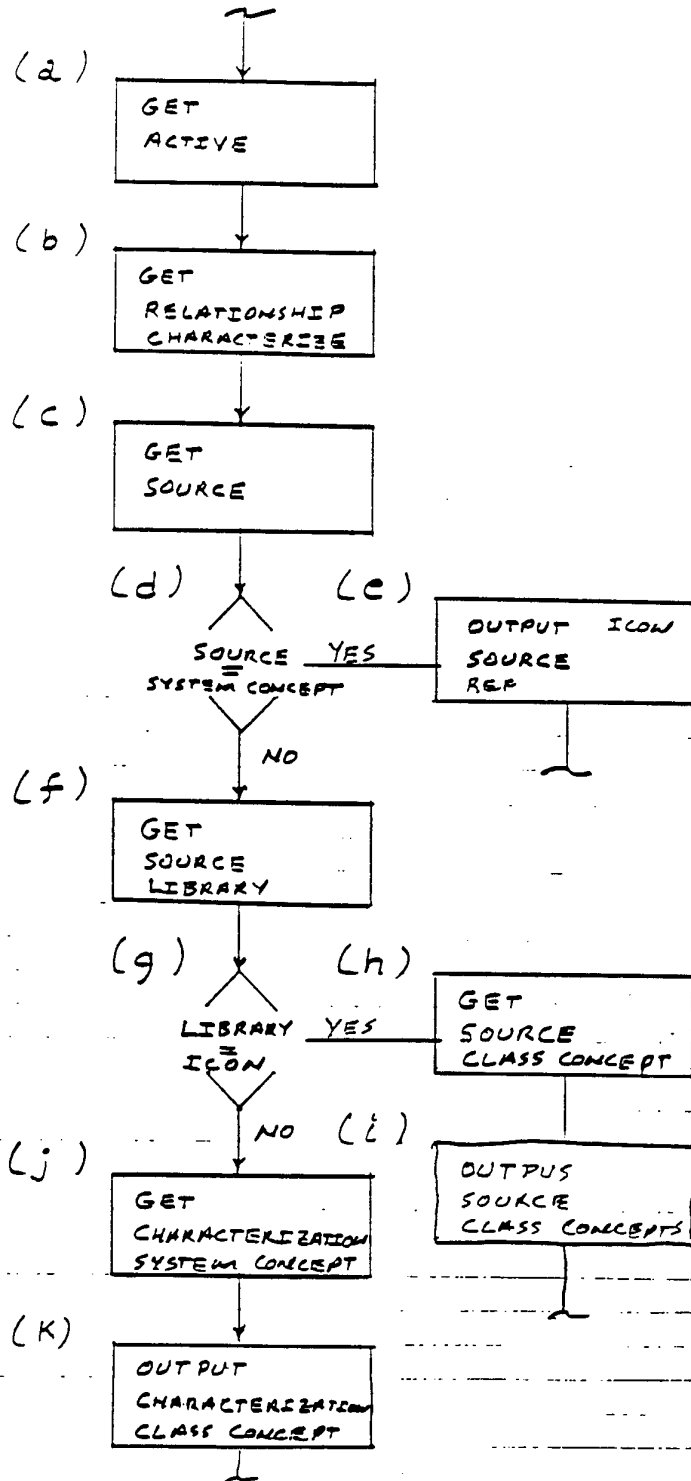 (a)
GET
ACTIVE
(b)
GET
RELATIONSHIP
CHARACTERIZE
(c)
GET
SOURCE
(d)
SOURCE
=
SYSTEM CONCEPT
YES
(e)
OUTPUT ICON
SOURCE
REF
NO
(f)
GET
SOURCE
LIBRARY
(g)
LIBRARY
=
ICON
YES
(h)
GET
SOURCE
CLASS CONCEPT
NO
(i)
OUTPUS
SOURCE
CLASS CONCEPTS
(j)
GET
CHARACTERIZATION
SYSTEM CONCEPT
(K)
OUTPUT
CHARACTERIZATION
CLASS CONCEPT